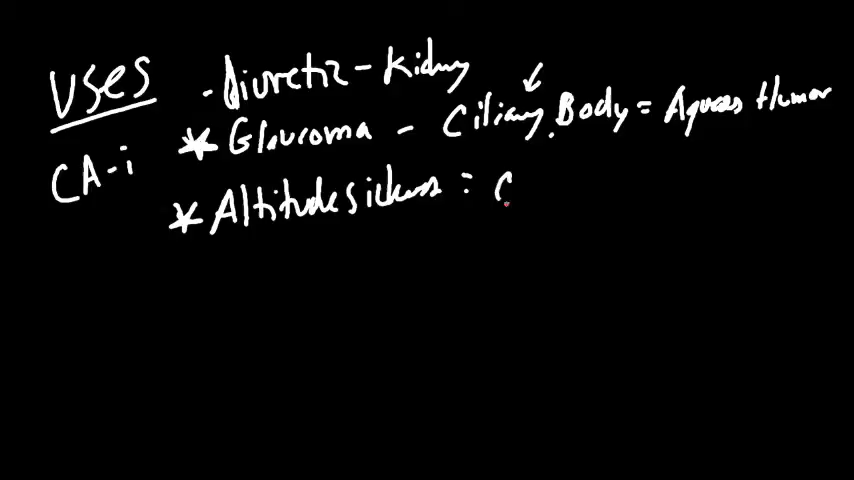 USES - Diuretic - Kidney
CA-i * Glaucoma - Ciliary Body = Aqueous Humor
* Altitude sickness : C